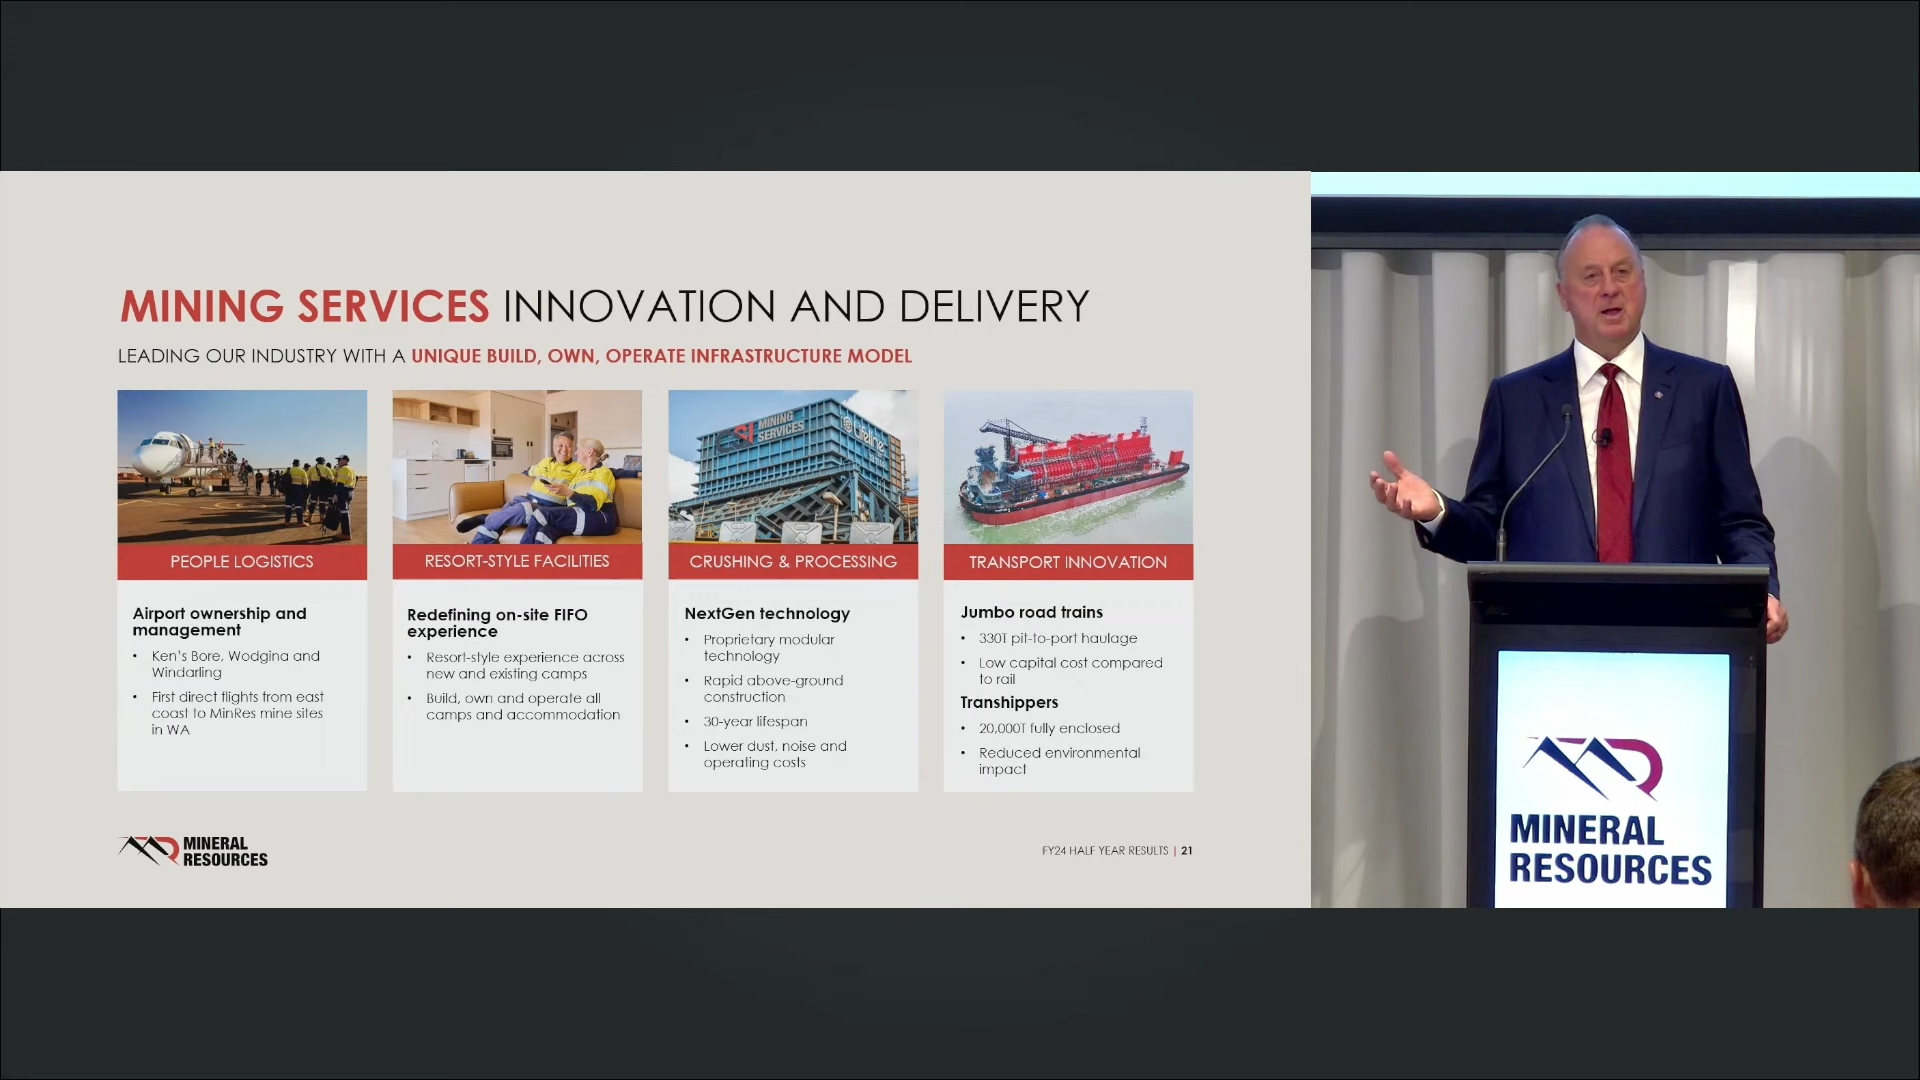 MINING SERVICES INNOVATION AND DELIVERY
LEADING OUR INDUSTRY WITH A UNIQUE BUILD, OWN, OPERATE INFRASTRUCTURE MODEL
MINING
SERVICES
PEOPLE LOGISTICS
Airport ownership and
management
• Ken's Bore, Wodgina and
Windarling
• First direct flights from east
coast to MinRes mine sites
in WA
RESORT-STYLE FACILITIES
Redefining on-site FIFO
experience
• Resort-style experience across
new and existing camps
• Build, own and operate all
camps and accommodation
CRUSHING & PROCESSING
NextGen technology
• Proprietary modular
technology
• Rapid above-ground
construction
• 30-year lifespan
• Lower dust, noise and
operating costs
TRANSPORT INNOVATION
Jumbo road trains
• 330T pit-to-port haulage
• Low capital cost compared
to rail
Transhippers
• 20,000T fully enclosed
• Reduced environmental
impact
MINERAL
RESOURCES
FY24 HALF YEAR RESULTS | 21
MINERAL
RESOURCES